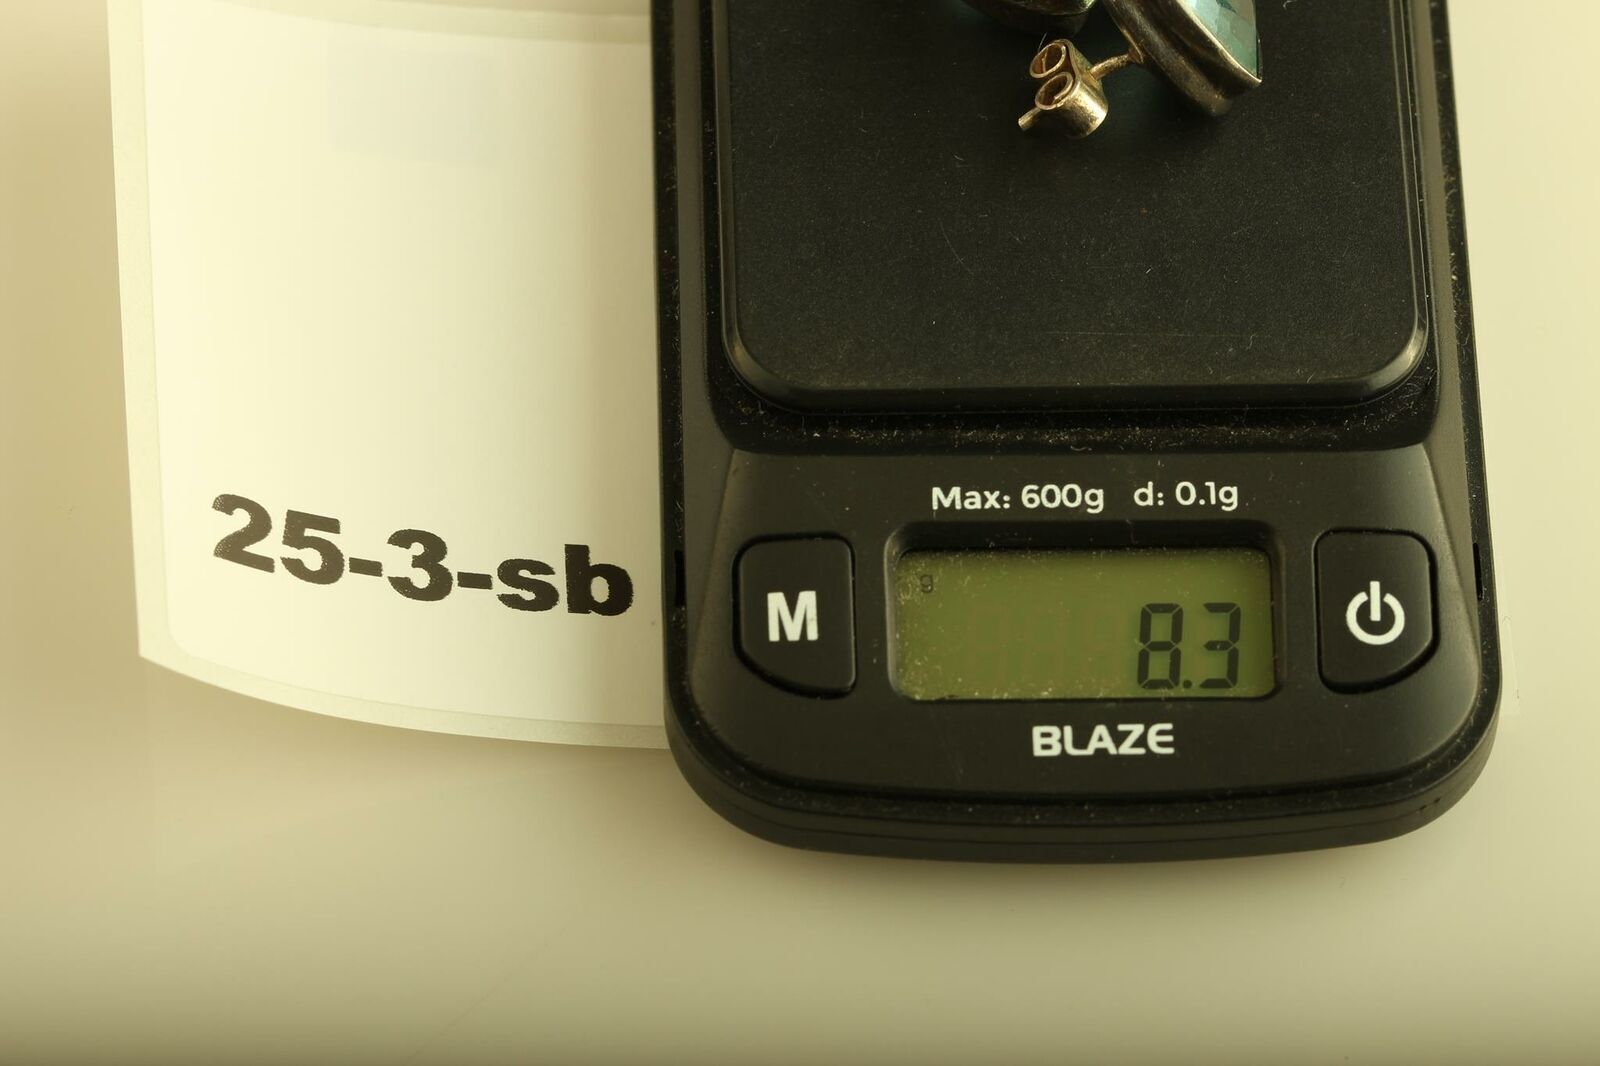 25-3-sb
Max: 600g d: 0.1g
M
g
8.3
BLAZE